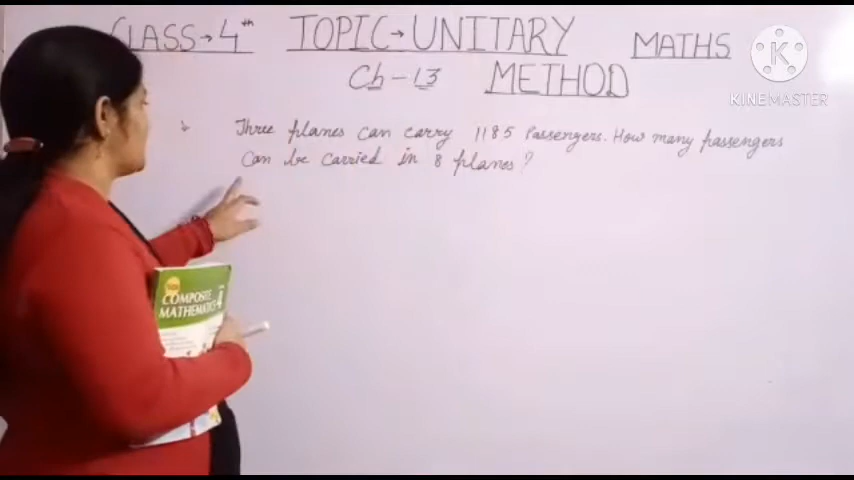 CLASS → 4th TOPIC → UNITARY MATHS
Ch - 13 METHOD
Three planes can carry 1185 Passengers. How many passengers
Can be carried in 8 planes?
KINEMASTER
COMPOSITE
MATHEMATICS
4